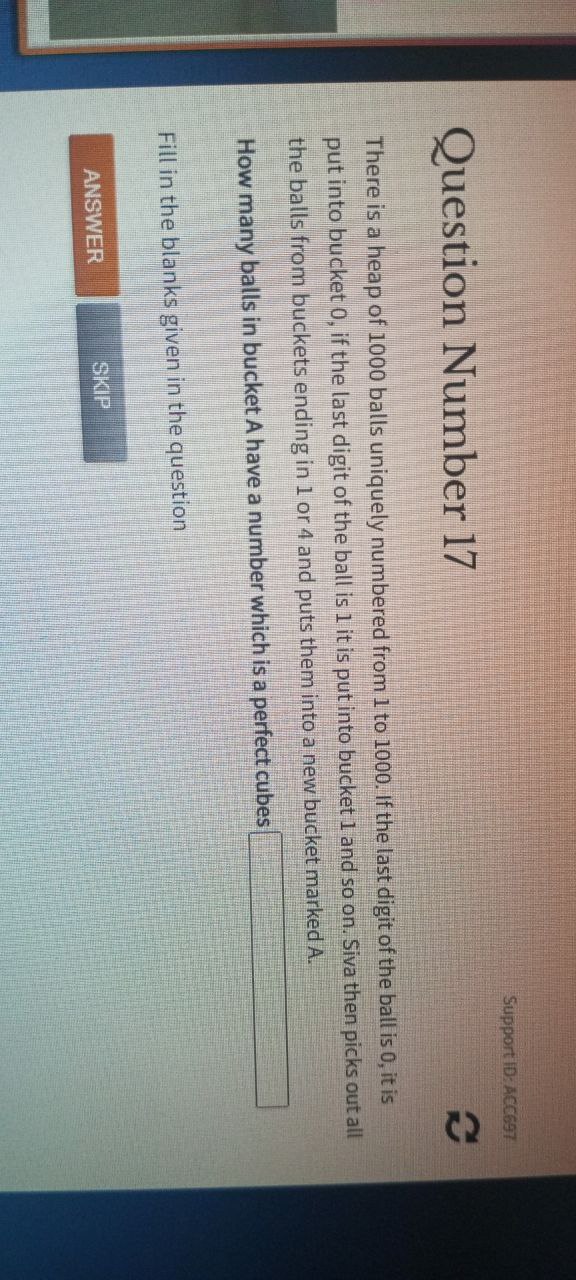 Support ID: ACC697
Question Number 17
There is a heap of 1000 balls uniquely numbered from 1 to 1000. If the last digit of the ball is 0, it is
put into bucket 0, if the last digit of the ball is 1 it is put into bucket 1 and so on. Siva then picks out all
the balls from buckets ending in 1 or 4 and puts them into a new bucket marked A.
How many balls in bucket A have a number which is a perfect cubes
Fill in the blanks given in the question
ANSWER
SKIP